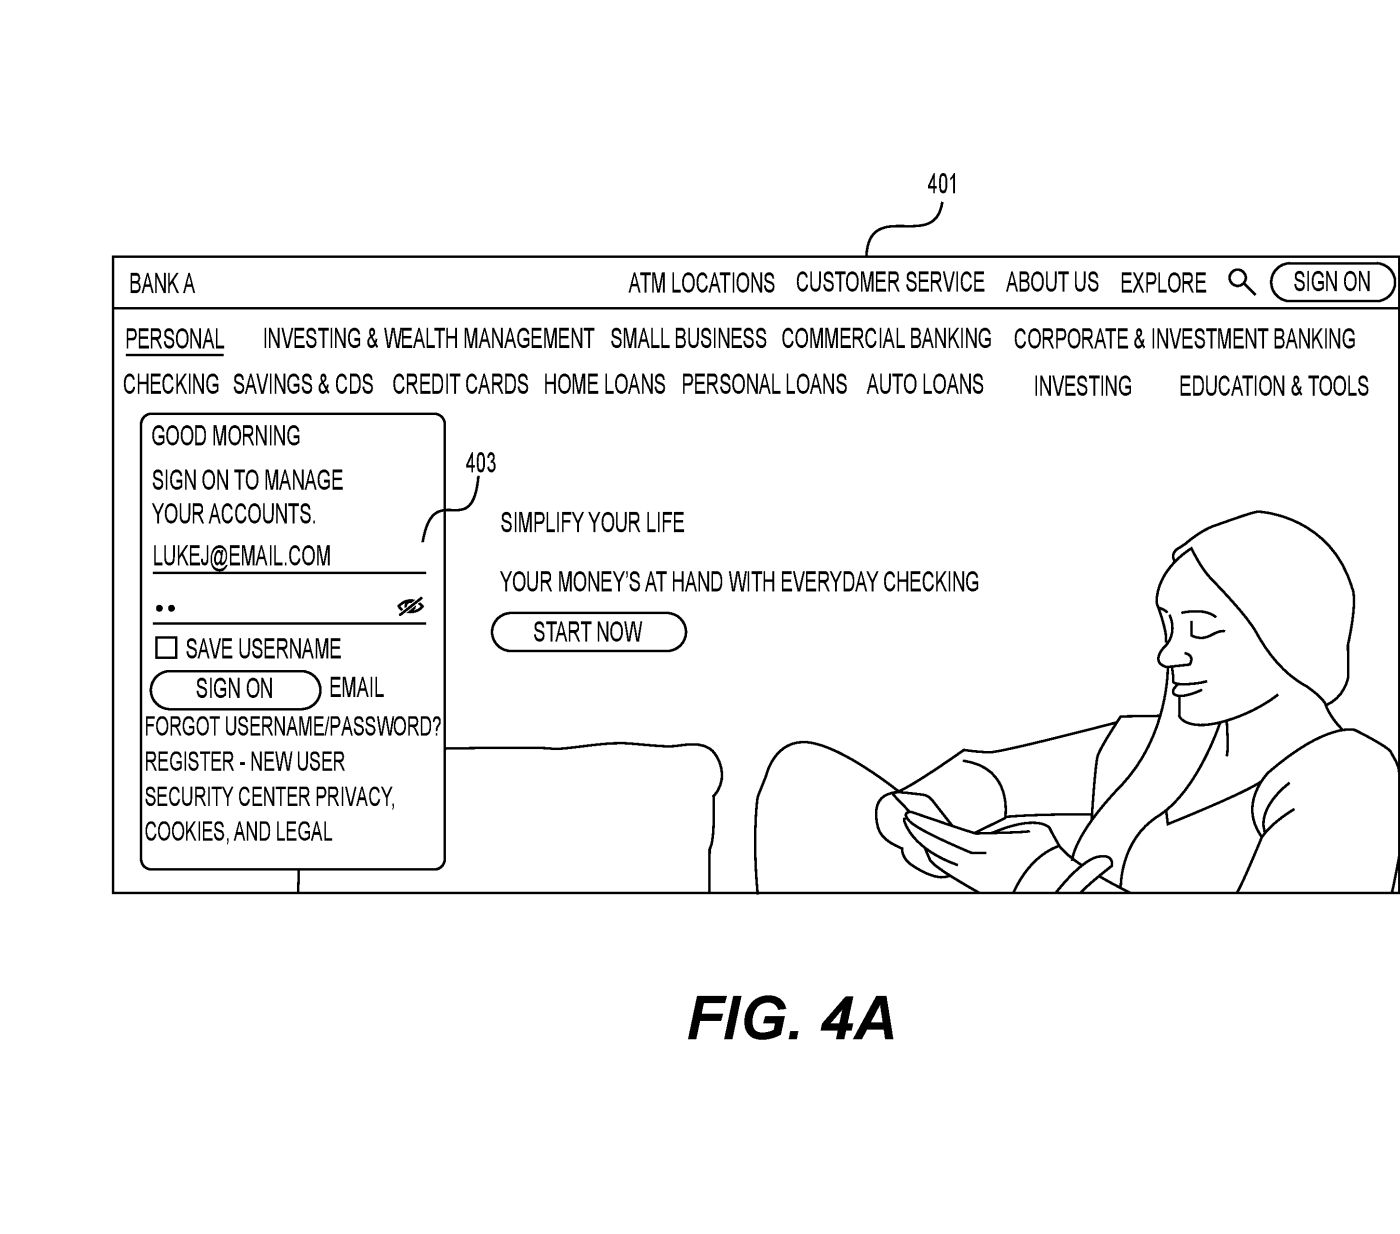 401
BANK A ATM LOCATIONS CUSTOMER SERVICE ABOUT US EXPLORE SIGN ON
PERSONAL INVESTING & WEALTH MANAGEMENT SMALL BUSINESS COMMERCIAL BANKING CORPORATE & INVESTMENT BANKING
CHECKING SAVINGS & CDS CREDIT CARDS HOME LOANS PERSONAL LOANS AUTO LOANS INVESTING EDUCATION & TOOLS
GOOD MORNING
403
SIGN ON TO MANAGE
YOUR ACCOUNTS.
LUKEJ@EMAIL.COM
••
SAVE USERNAME
SIGN ON EMAIL
FORGOT USERNAME/PASSWORD?
REGISTER - NEW USER
SECURITY CENTER PRIVACY,
COOKIES, AND LEGAL
SIMPLIFY YOUR LIFE
YOUR MONEY'S AT HAND WITH EVERYDAY CHECKING
START NOW
FIG. 4A